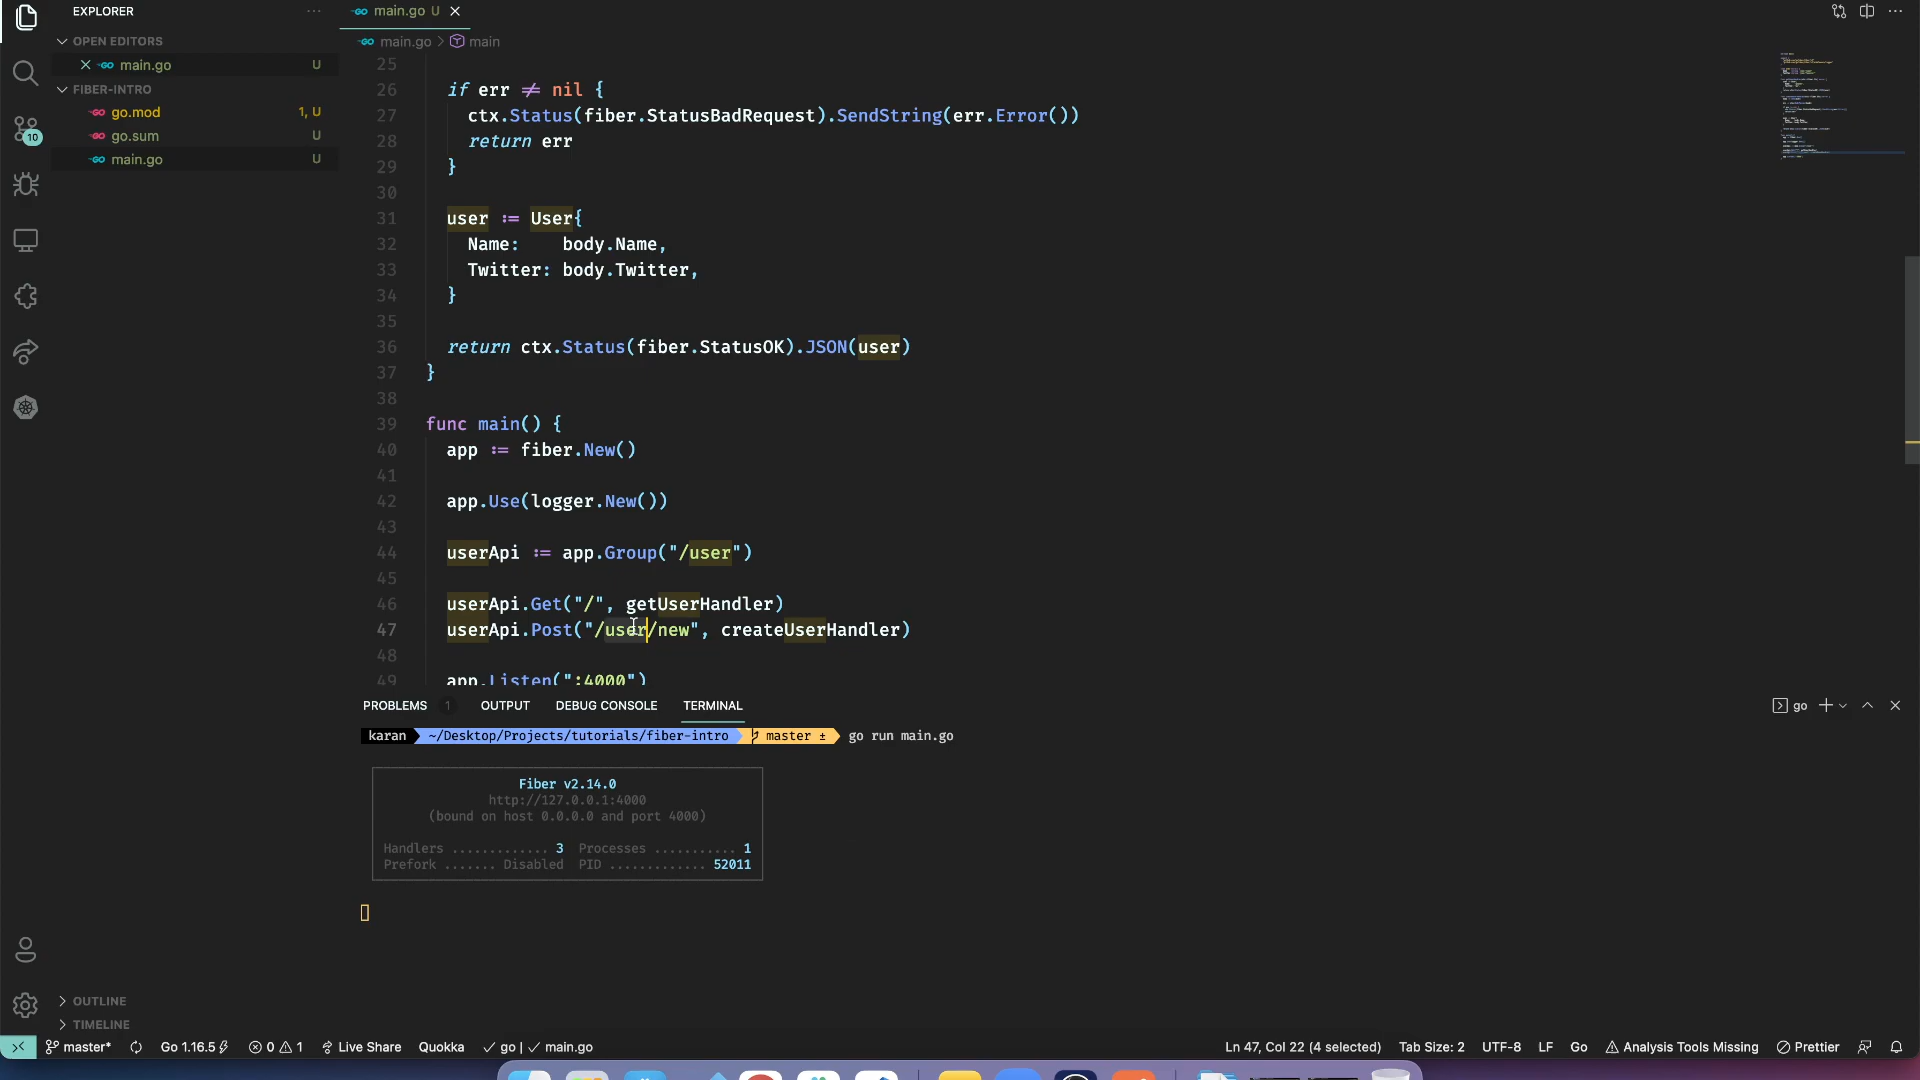 EXPLORER
OPEN EDITORS
main.go U
FIBER-INTRO
go.mod 1, U
go.sum U
main.go U
10
main.go U
main.go > main
25
26 if err ≠ nil {
27 ctx.Status(fiber.StatusBadRequest).SendString(err.Error())
28 return err
29 }
30
31 user := User{
32 Name: body.Name,
33 Twitter: body.Twitter,
34 }
35
36 return ctx.Status(fiber.StatusOK).JSON(user)
37 }
38
39 func main() {
40 app := fiber.New()
41
42 app.Use(logger.New())
43
44 userApi := app.Group("/user")
45
46 userApi.Get("/", getUserHandler)
47 userApi.Post("/user/new", createUserHandler)
48
49 app.Listen(":4000")
PROBLEMS 1 OUTPUT DEBUG CONSOLE TERMINAL
go
karan ~/Desktop/Projects/tutorials/fiber-intro master ± go run main.go
Fiber v2.14.0
http://127.0.0.1:4000
(bound on host 0.0.0.0 and port 4000)
Handlers ............. 3 Processes ........... 1
Prefork ....... Disabled PID ............. 52011
OUTLINE
TIMELINE
master* Go 1.16.5 0 1 Live Share Quokka go | main.go Ln 47, Col 22 (4 selected) Tab Size: 2 UTF-8 LF Go Analysis Tools Missing Prettier